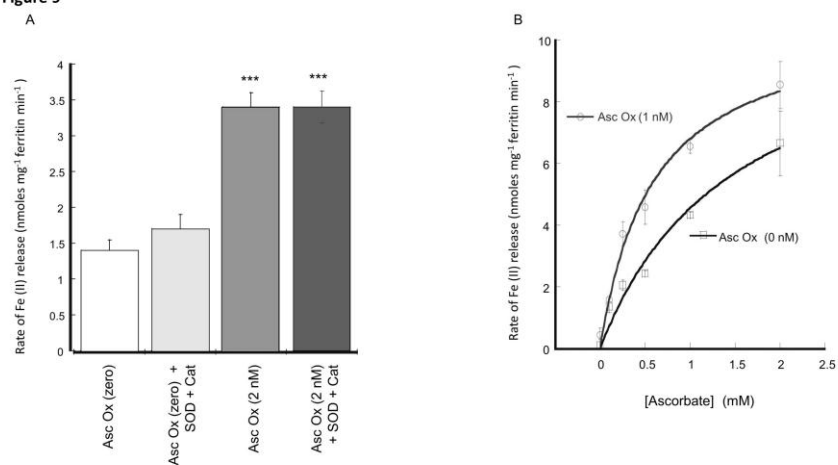 A
Rate of Fe (II) release (nmoles mg-1 ferritin min-1 )
4
3.5
3
2.5
2
1.5
1
0.5
0
***
***
Asc Ox (zero)
Asc Ox (zero) +
SOD + Cat
Asc Ox (2 nM)
Asc Ox (2 nM)
+ SOD + Cat
B
Rate of Fe (II) release (nmoles mg-1 ferritin min-1 )
10
8
6
4
2
0
Asc Ox (1 nM)
Asc Ox (0 nM)
0 0.5 1 1.5 2 2.5
[Ascorbate] (mM)